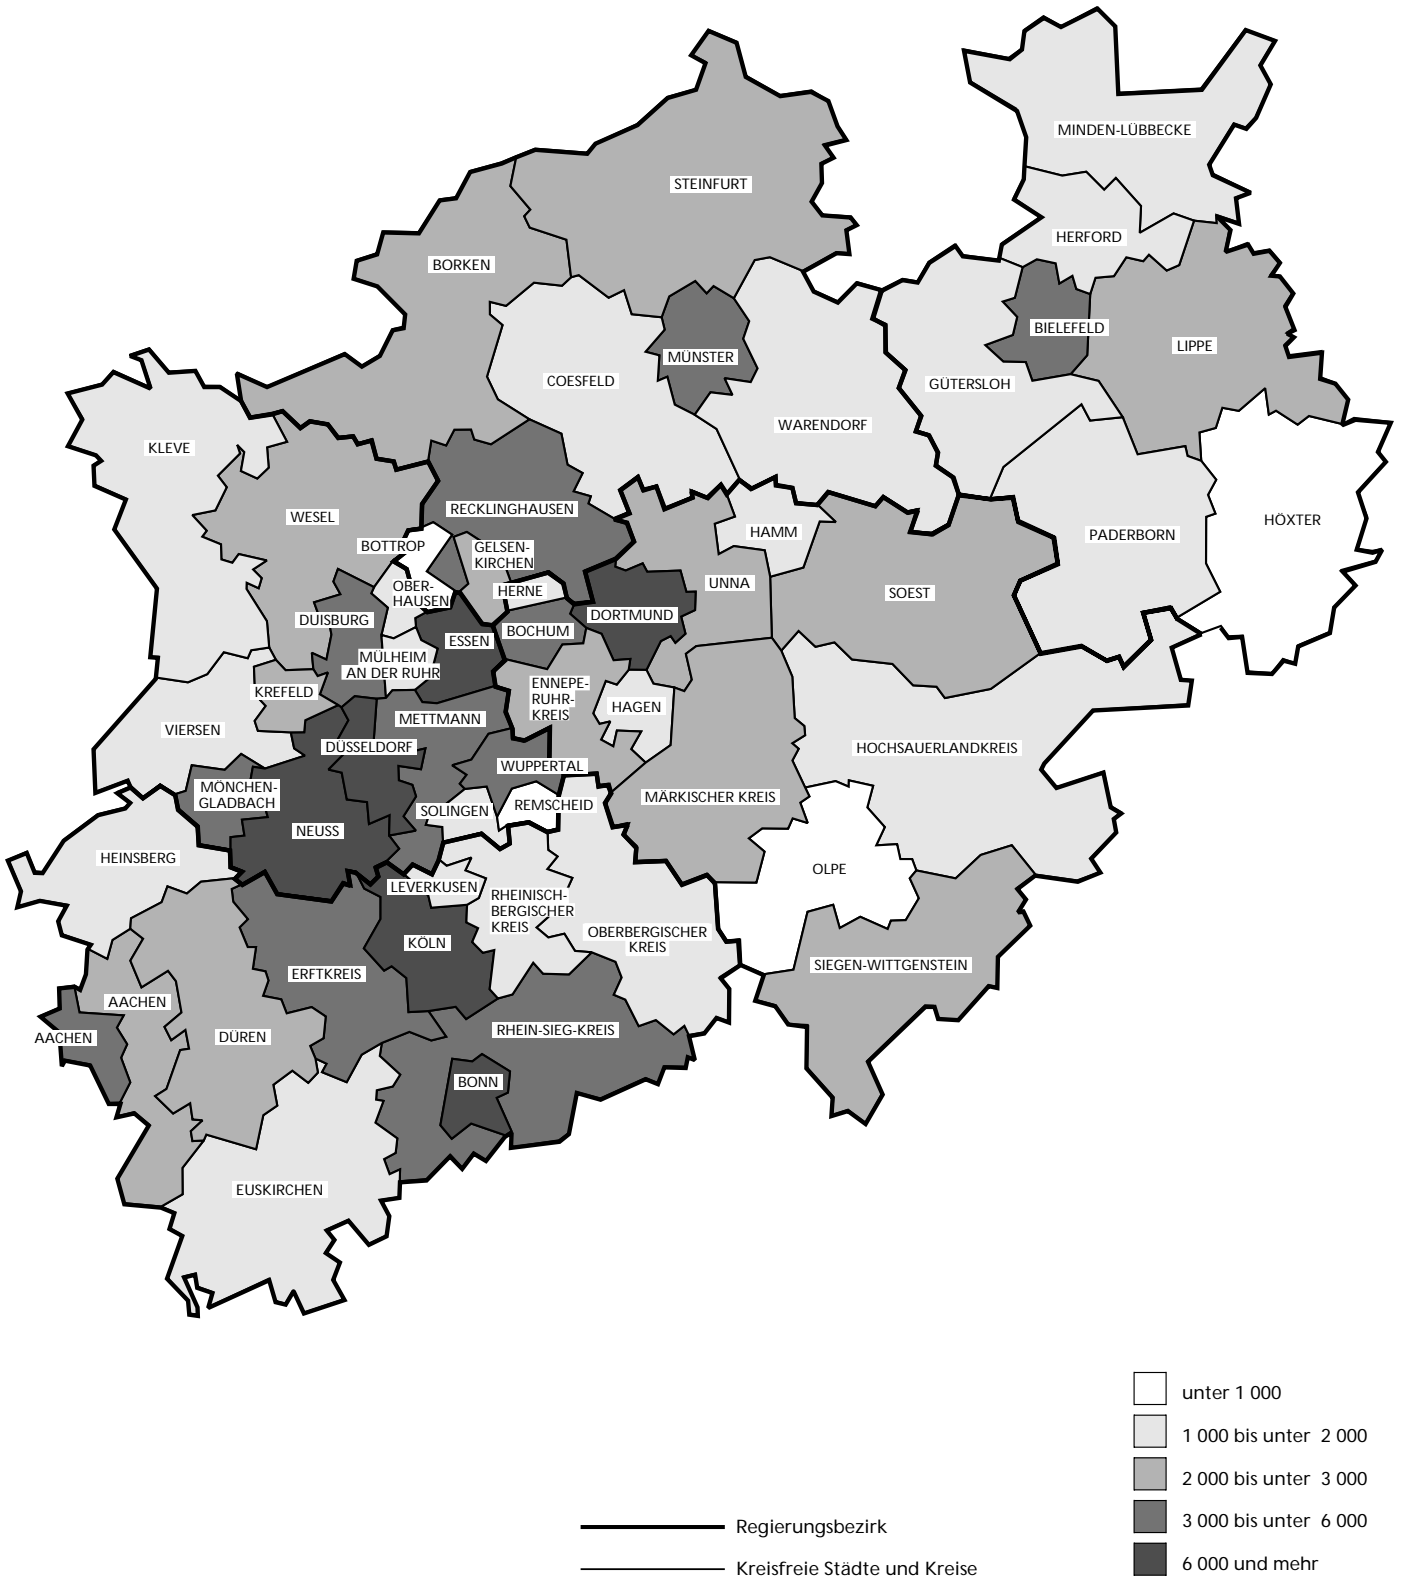 MINDEN-LÜBBECKE
STEINFURT
HERFORD
BORKEN
BIELEFELD
LIPPE
MÜNSTER
COESFELD
GÜTERSLOH
WARENDORF
KLEVE
RECKLINGHAUSEN
WESEL
HÖXTER
HAMM
PADERBORN
BOTTROP
GELSEN-
KIRCHEN
UNNA
OBER-
HAUSEN
HERNE
SOEST
DORTMUND
DUISBURG
BOCHUM
ESSEN
MÜLHEIM
AN DER RUHR
KREFELD
ENNEPE-
RUHR-
KREIS
HAGEN
METTMANN
VIERSEN
DÜSSELDORF
HOCHSAUERLANDKREIS
WUPPERTAL
MÖNCHEN-
GLADBACH
MÄRKISCHER KREIS
REMSCHEID
SOLINGEN
NEUSS
HEINSBERG
OLPE
LEVERKUSEN
RHEINISCH-
BERGISCHER
KREIS
OBERBERGISCHER
KREIS
KÖLN
SIEGEN-WITTGENSTEIN
ERFTKREIS
AACHEN
RHEIN-SIEG-KREIS
AACHEN
DÜREN
BONN
EUSKIRCHEN
unter 1 000
1 000 bis unter 2 000
2 000 bis unter 3 000
3 000 bis unter 6 000
6 000 und mehr
Regierungsbezirk
Kreisfreie Städte und Kreise